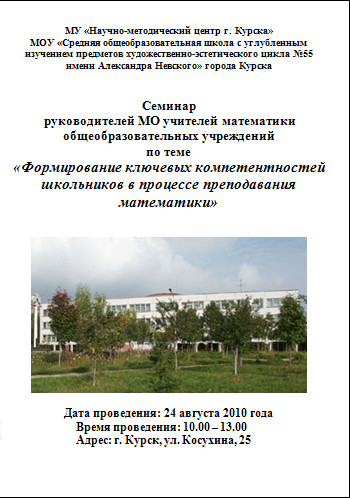 МУ «Научно-методический центр г. Курска»
МОУ «Средняя общеобразовательная школа с углубленным
изучением предметов художественно-эстетического цикла №55
имени Александра Невского» города Курска
Семинар
руководителей МО учителей математики
общеобразовательных учреждений
по теме
«Формирование ключевых компетентностей
школьников в процессе преподавания
математики»
Дата проведения: 24 августа 2010 года
Время проведения: 10.00 – 13.00
Адрес: г. Курск, ул. Косухина, 25